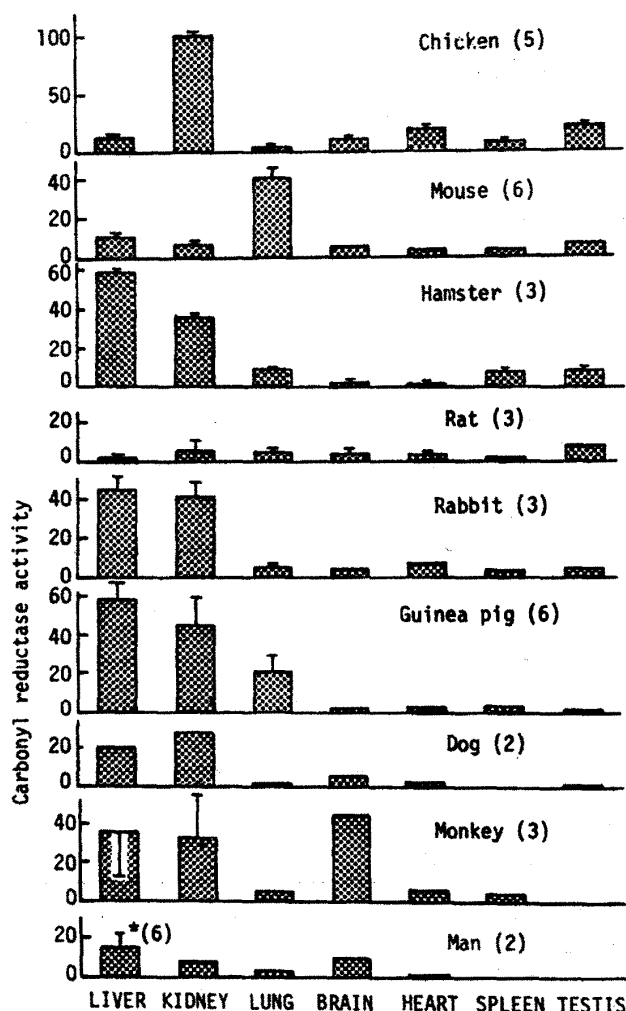 Carbonyl reductase activity
Chicken (5)
100
50
0
Mouse (6)
40
20
0
Hamster (3)
60
40
20
0
Rat (3)
20
0
Rabbit (3)
40
20
0
Guinea pig (6)
60
40
20
0
Dog (2)
20
0
Monkey (3)
40
20
0
Man (2)
*(6)
20
0
LIVER KIDNEY LUNG BRAIN HEART SPLEEN TESTIS